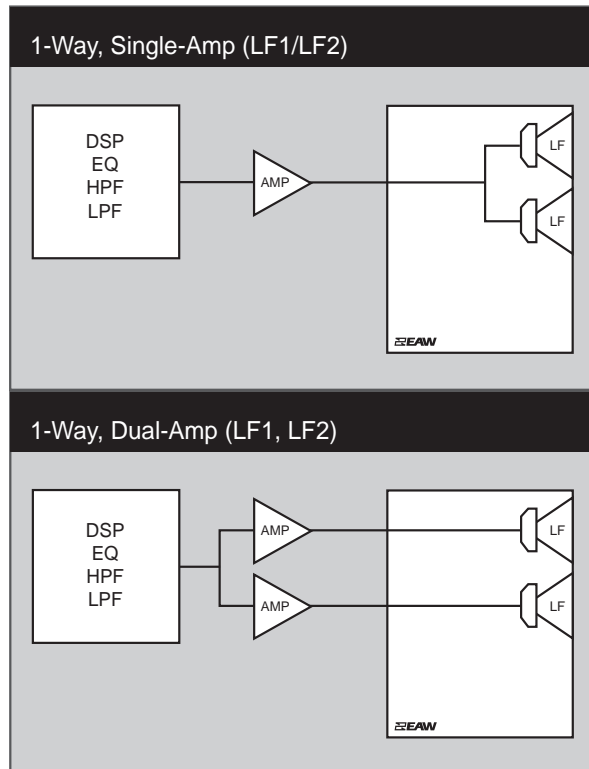 1-Way, Single-Amp (LF1/LF2)
DSP
EQ
HPF
LPF
AMP
LF
LF
EAW
1-Way, Dual-Amp (LF1, LF2)
DSP
EQ
HPF
LPF
AMP
AMP
LF
LF
EAW